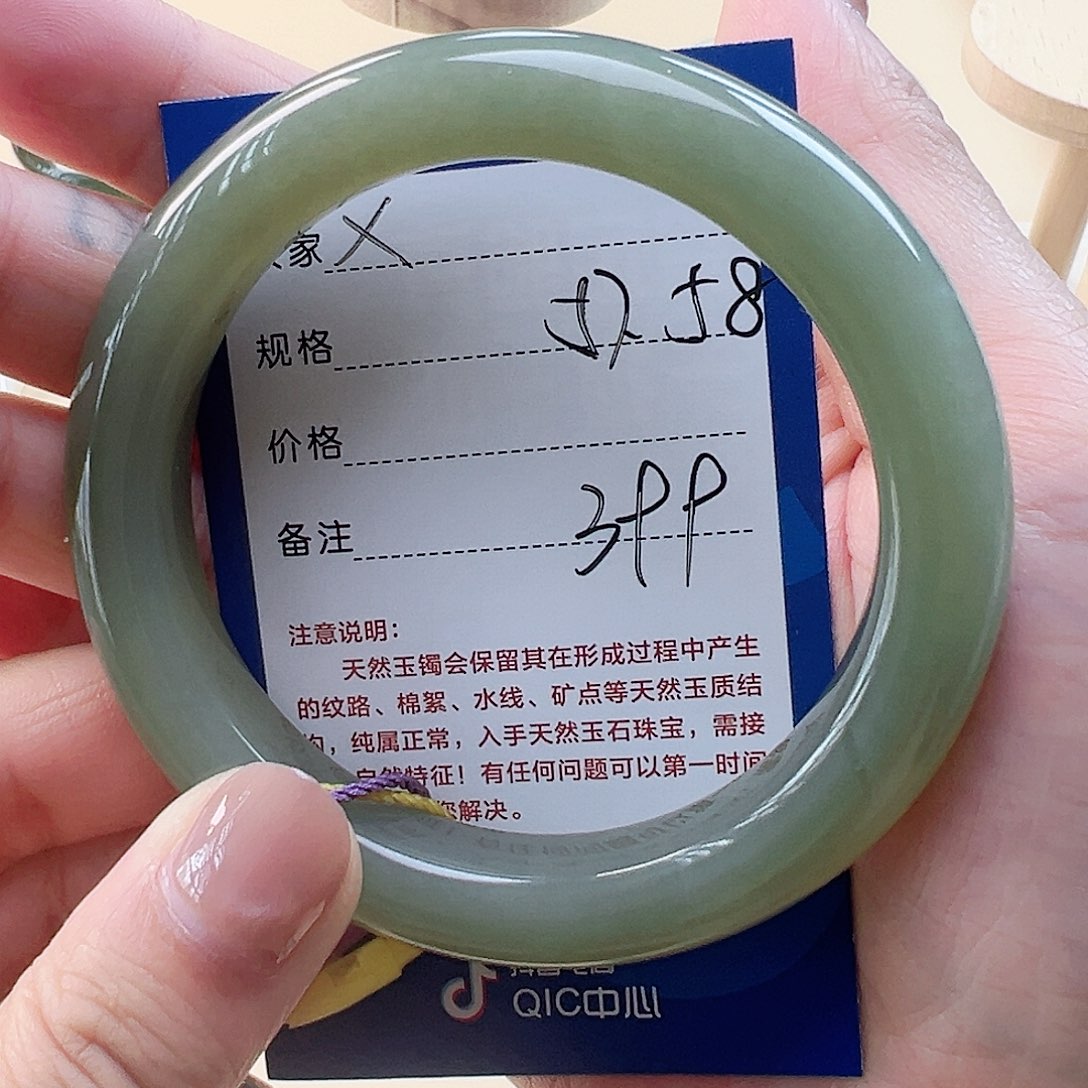 家 X
规格 58
价格
备注 399
注意说明：
天然玉镯会保留其在形成过程中产生
的纹路、棉絮、水线、矿点等天然玉质结
，纯属正常，入手天然玉石珠宝，需接
自然特征！有任何问题可以第一时间
您解决。
QIC中心